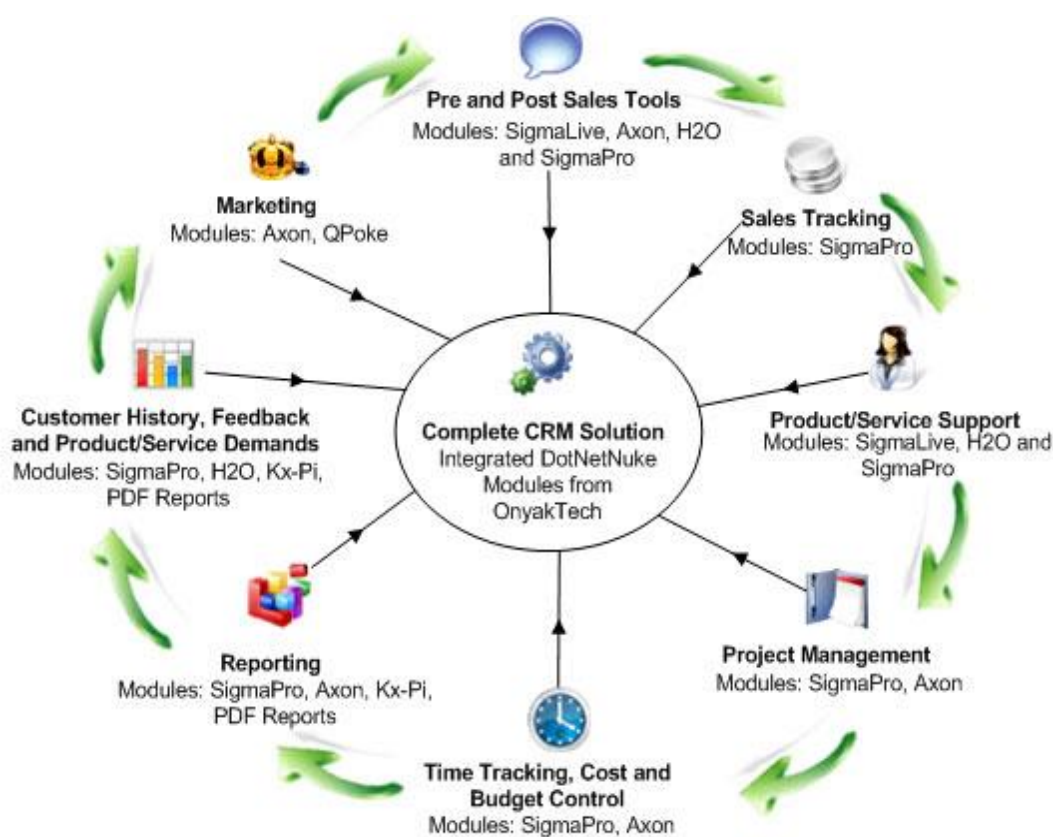 Pre and Post Sales Tools
Modules: SigmaLive, Axon, H2O
and SigmaPro
Marketing
Modules: Axon, QPoke
Sales Tracking
Modules: SigmaPro
Customer History, Feedback
and Product/Service Demands
Modules: SigmaPro, H2O, Kx-Pi,
PDF Reports
Complete CRM Solution
Integrated DotNetNuke
Modules from
OnyakTech
Product/Service Support
Modules: SigmaLive, H2O and
SigmaPro
Reporting
Modules: SigmaPro, Axon, Kx-Pi,
PDF Reports
Project Management
Modules: SigmaPro, Axon
Time Tracking, Cost and
Budget Control
Modules: SigmaPro, Axon